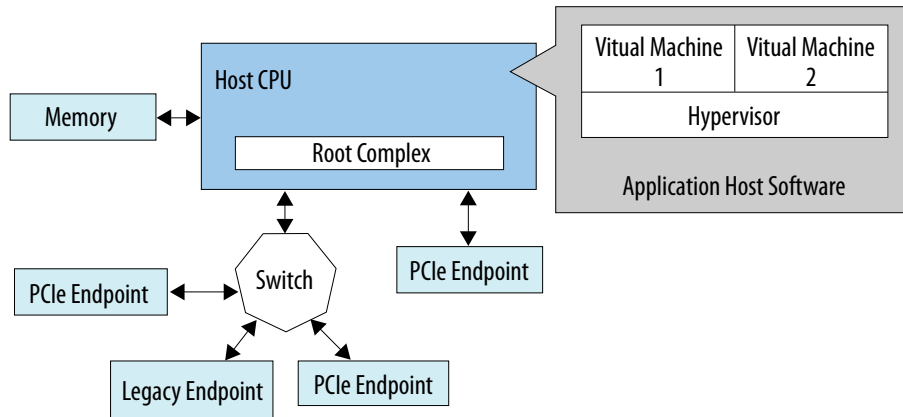 Vitual Machine
1
Vitual Machine
2
Host CPU
Memory
Hypervisor
Root Complex
Application Host Software
Switch
PCIe Endpoint
PCIe Endpoint
Legacy Endpoint
PCIe Endpoint